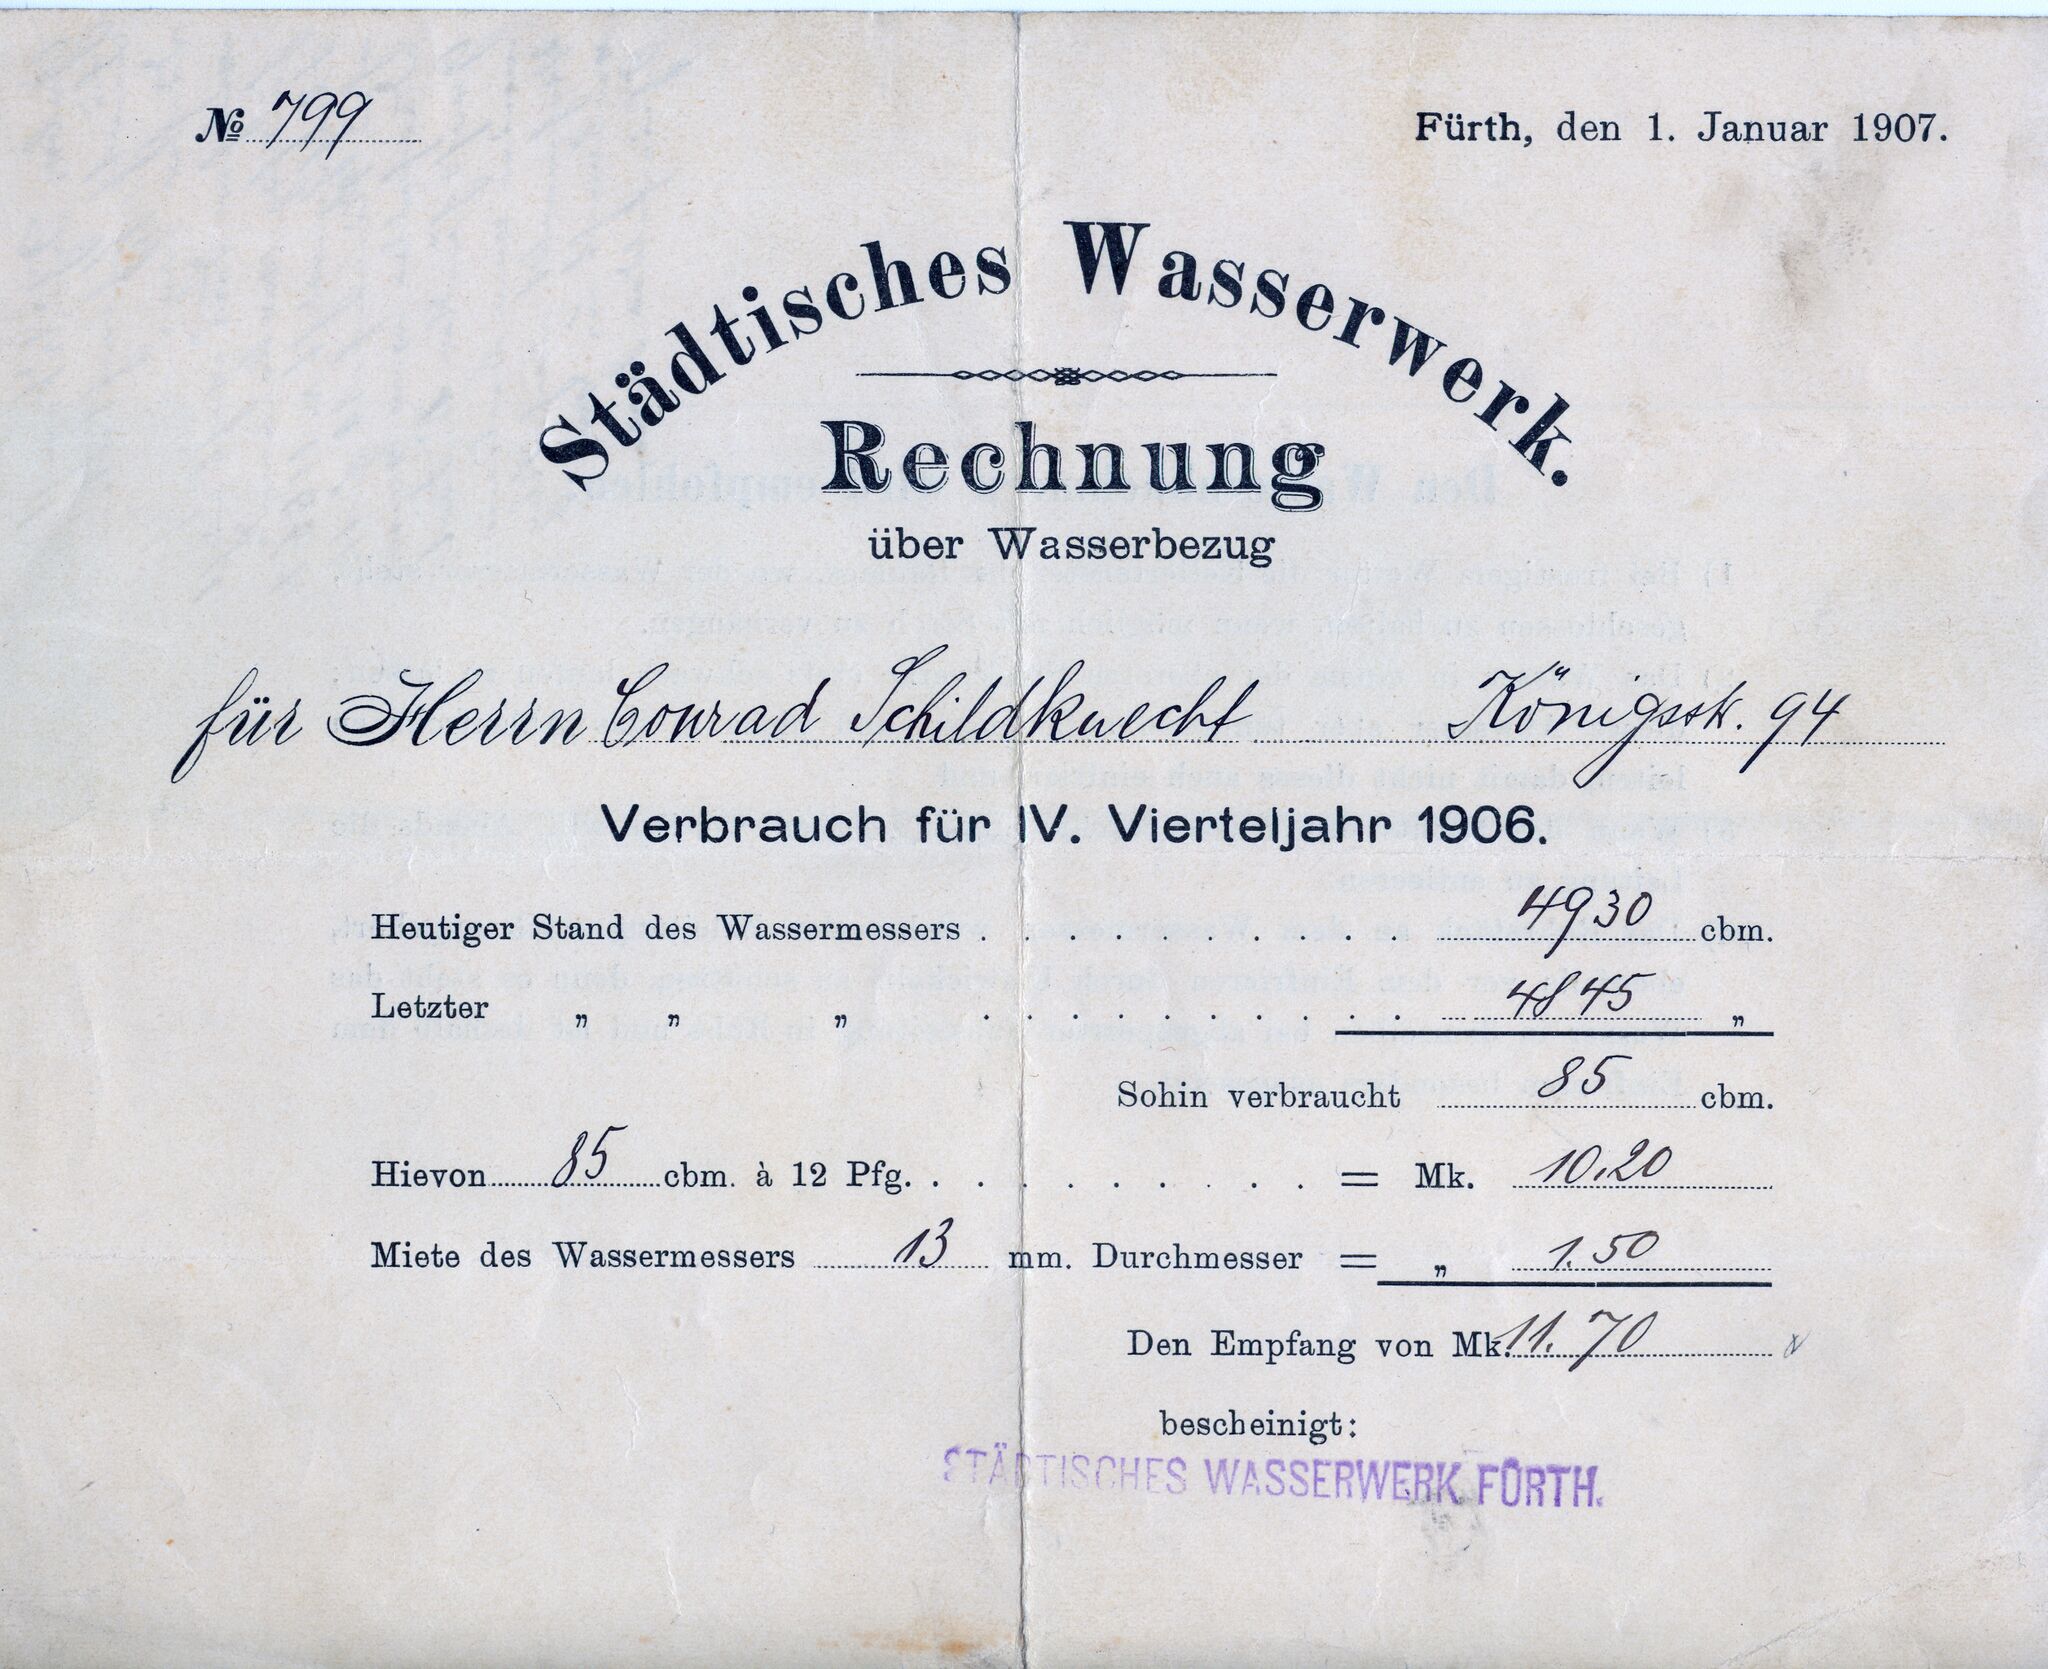 № 799
Fürth, den 1. Januar 1907.
Städtisches Wasserwerk.
Rechnung
über Wasserbezug
für Herrn Conrad Schildknecht Königsstr. 94
Verbrauch für IV. Vierteljahr 1906.
Heutiger Stand des Wassermessers . . . . . . . . . . 4930 cbm.
Letzter „ „ „ . . . . . . . . . . 4845 „
Sohin verbraucht 85 cbm.
Hievon 85 cbm. à 12 Pfg. . . . . . . . . . = Mk. 10.20
Miete des Wassermessers 13 mm. Durchmesser = „ 1.50
Den Empfang von Mk. 11.70
bescheinigt:
STÄDTISCHES WASSERWERK FÜRTH.